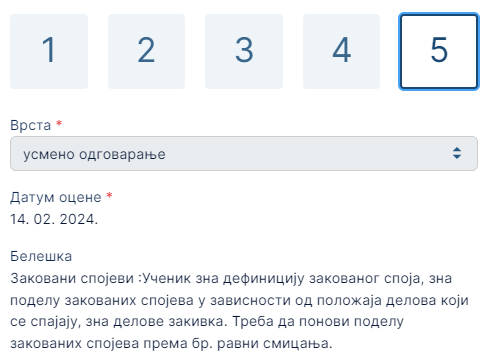 1 2 3 4 5
Врста *
усмено одговарање
Датум оцене *
14. 02. 2024.
Белешка
Заковани спојеви :Ученик зна дефиницију закованог споја, зна
поделу закованих спојева у зависности од положаја делова који
се спајају, зна делове закивка. Треба да понови поделу
закованих спојева према бр. равни смицања.